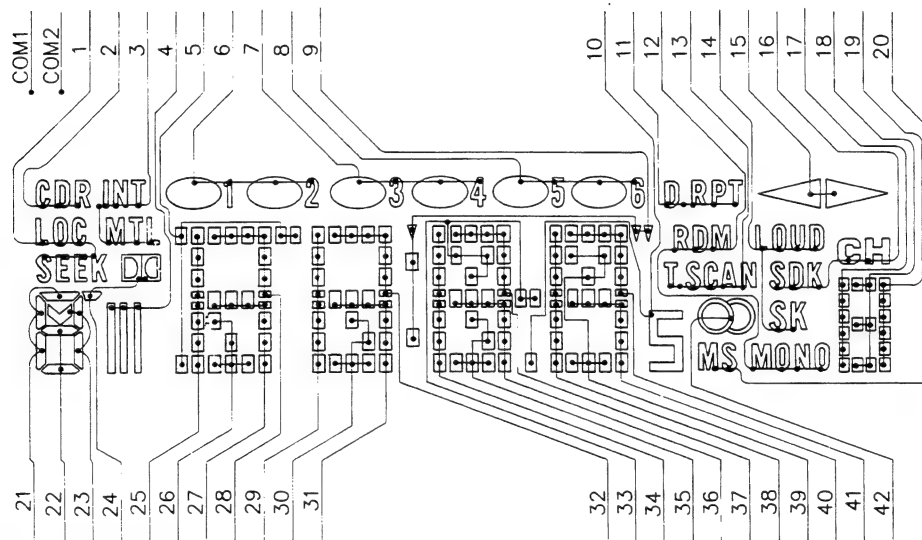 COM1 COM2 1 2 3 4 5 6 7 8 9 10 11 12 13 14 15 16 17 18 19 20
1 2 3 4 5 6
CDR INT D.RPT
LOC MTL RDM LOUD CH
SEEK T.SCAN SDK
SK
MS MONO
21 22 23 24 25 26 27 28 29 30 31 32 33 34 35 36 37 38 39 40 41 42